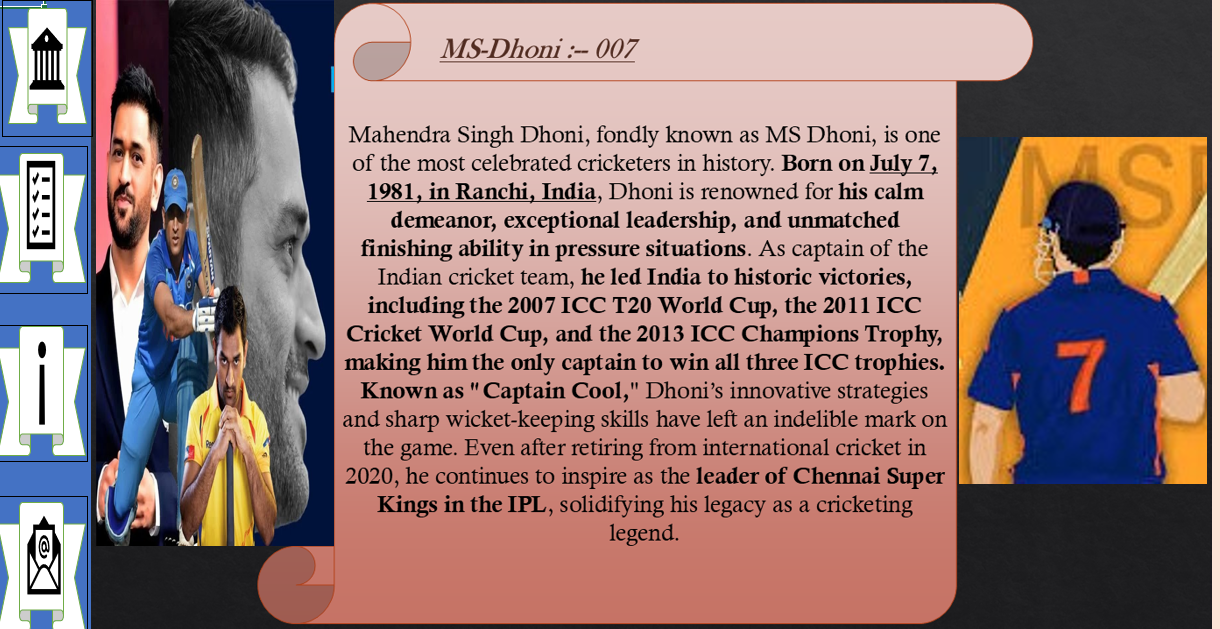 MS-Dhoni :-- 007
Mahendra Singh Dhoni, fondly known as MS Dhoni, is one
of the most celebrated cricketers in history. Born on July 7,
1981, in Ranchi, India, Dhoni is renowned for his calm
demeanor, exceptional leadership, and unmatched
finishing ability in pressure situations. As captain of the
Indian cricket team, he led India to historic victories,
including the 2007 ICC T20 World Cup, the 2011 ICC
Cricket World Cup, and the 2013 ICC Champions Trophy,
making him the only captain to win all three ICC trophies.
Known as "Captain Cool," Dhoni’s innovative strategies
and sharp wicket-keeping skills have left an indelible mark on
the game. Even after retiring from international cricket in
2020, he continues to inspire as the leader of Chennai Super
Kings in the IPL, solidifying his legacy as a cricketing
legend.
MSD
7